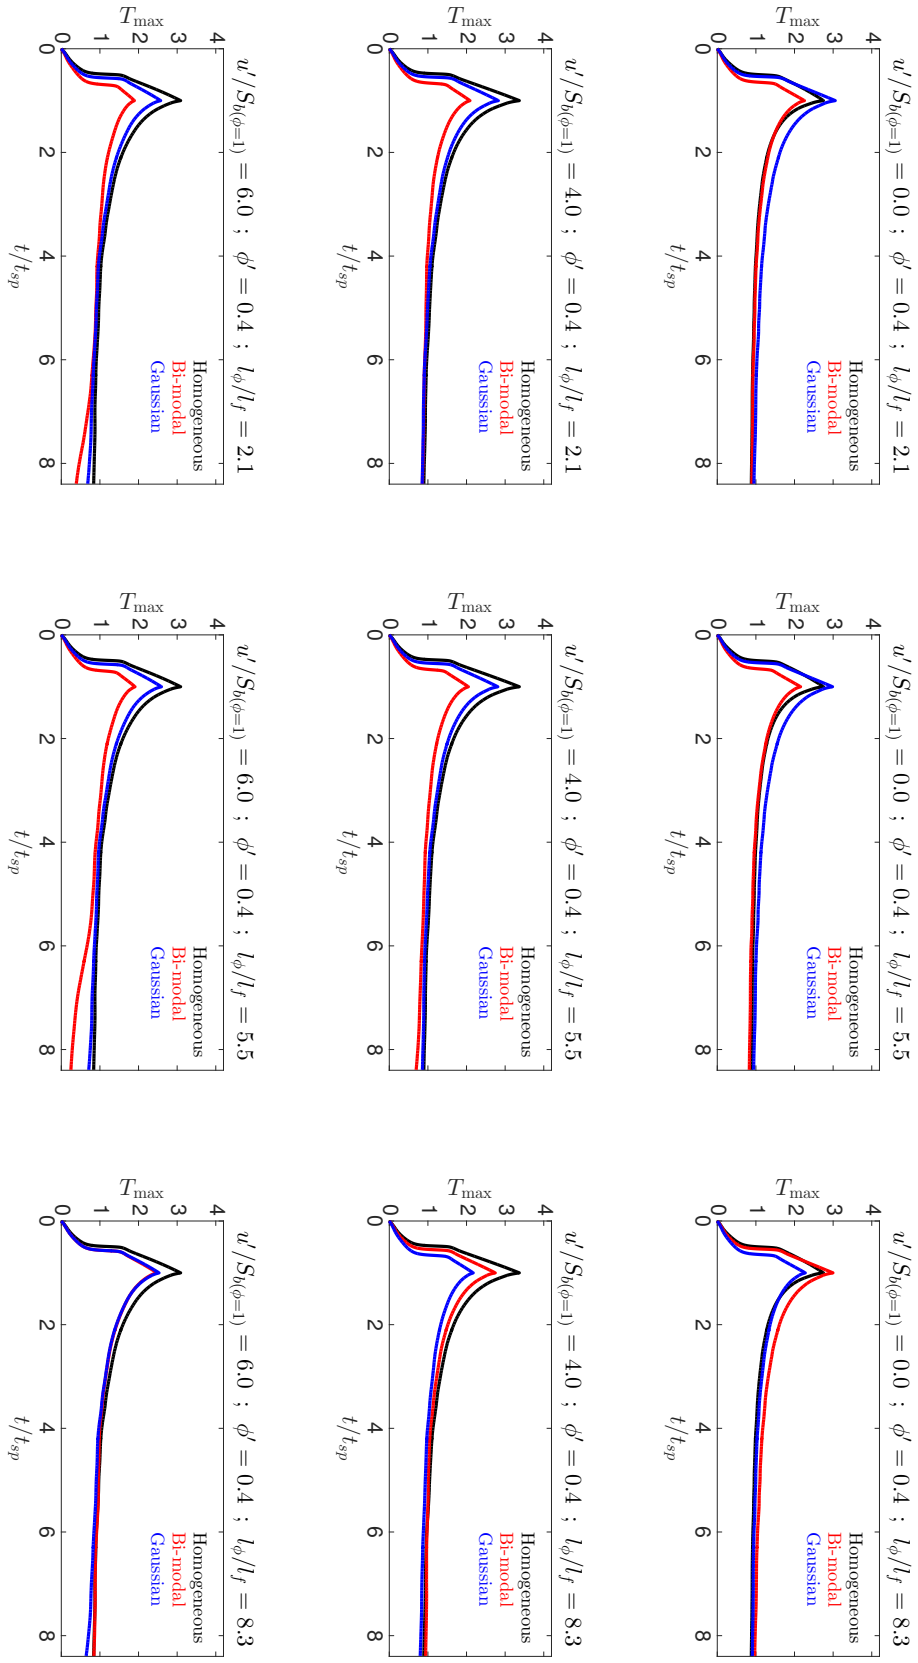 u′/S_{b(ϕ=1)} = 0.0 ; ϕ′ = 0.4 ; l_ϕ/l_f = 2.1
4
3
2
1
0
T_max
Homogeneous
Bi-modal
Gaussian
0 2 4 6 8
t/t_sp
u′/S_{b(ϕ=1)} = 0.0 ; ϕ′ = 0.4 ; l_ϕ/l_f = 5.5
4
3
2
1
0
T_max
Homogeneous
Bi-modal
Gaussian
0 2 4 6 8
t/t_sp
u′/S_{b(ϕ=1)} = 0.0 ; ϕ′ = 0.4 ; l_ϕ/l_f = 8.3
4
3
2
1
0
T_max
Homogeneous
Bi-modal
Gaussian
0 2 4 6 8
t/t_sp
u′/S_{b(ϕ=1)} = 4.0 ; ϕ′ = 0.4 ; l_ϕ/l_f = 2.1
4
3
2
1
0
T_max
Homogeneous
Bi-modal
Gaussian
0 2 4 6 8
t/t_sp
u′/S_{b(ϕ=1)} = 4.0 ; ϕ′ = 0.4 ; l_ϕ/l_f = 5.5
4
3
2
1
0
T_max
Homogeneous
Bi-modal
Gaussian
0 2 4 6 8
t/t_sp
u′/S_{b(ϕ=1)} = 4.0 ; ϕ′ = 0.4 ; l_ϕ/l_f = 8.3
4
3
2
1
0
T_max
Homogeneous
Bi-modal
Gaussian
0 2 4 6 8
t/t_sp
u′/S_{b(ϕ=1)} = 6.0 ; ϕ′ = 0.4 ; l_ϕ/l_f = 2.1
4
3
2
1
0
T_max
Homogeneous
Bi-modal
Gaussian
0 2 4 6 8
t/t_sp
u′/S_{b(ϕ=1)} = 6.0 ; ϕ′ = 0.4 ; l_ϕ/l_f = 5.5
4
3
2
1
0
T_max
Homogeneous
Bi-modal
Gaussian
0 2 4 6 8
t/t_sp
u′/S_{b(ϕ=1)} = 6.0 ; ϕ′ = 0.4 ; l_ϕ/l_f = 8.3
4
3
2
1
0
T_max
Homogeneous
Bi-modal
Gaussian
0 2 4 6 8
t/t_sp